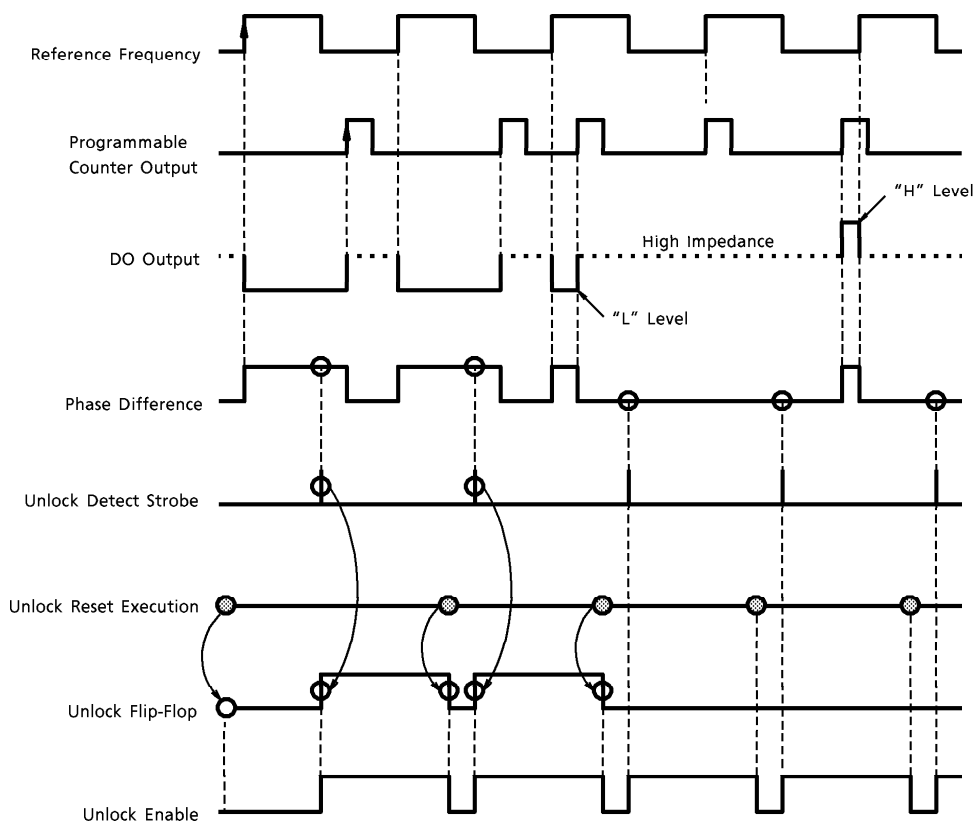 Reference Frequency
Programmable
Counter Output
"H" Level
High Impedance
DO Output
"L" Level
Phase Difference
Unlock Detect Strobe
Unlock Reset Execution
Unlock Flip-Flop
Unlock Enable